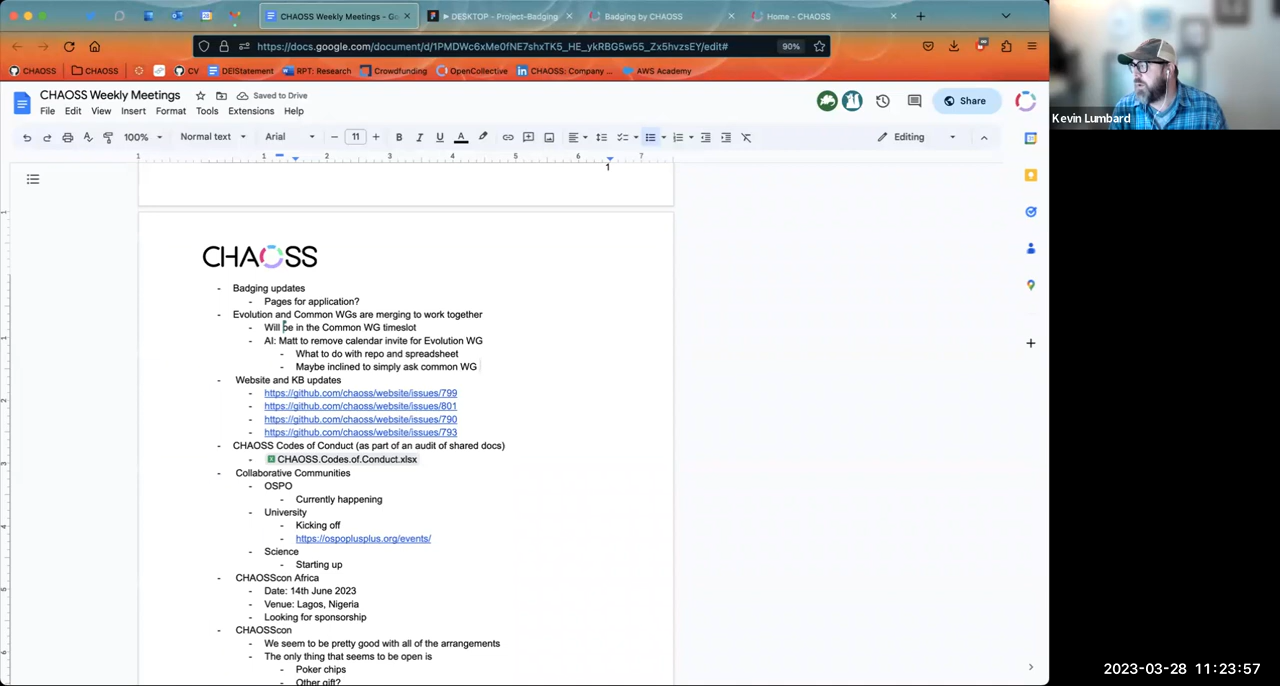 CHAOSS Weekly Meetings - Go
DESKTOP - Project-Badging
Badging by CHAOSS
Home - CHAOSS
https://docs.google.com/document/d/1PMDWc6xMe0fNE7shxTK5_HE_ykRBG5w55_Zx5hvzsEY/edit#
90%
CHAOSS
CHAOSS
CV
DEIStatement
RPT: Research
Crowdfunding
OpenCollective
CHAOSS: Company ...
AWS Academy
CHAOSS Weekly Meetings
Saved to Drive
File Edit View Insert Format Tools Extensions Help
Share
100% Normal text Arial 11 B I U A Editing
1 1 2 3 4 5 6 7
1
CHAOSS
- Badging updates
- Pages for application?
- Evolution and Common WGs are merging to work together
- Will be in the Common WG timeslot
- AI: Matt to remove calendar invite for Evolution WG
- What to do with repo and spreadsheet
- Maybe inclined to simply ask common WG
- Website and KB updates
- https://github.com/chaoss/website/issues/799
- https://github.com/chaoss/website/issues/801
- https://github.com/chaoss/website/issues/790
- https://github.com/chaoss/website/issues/793
- CHAOSS Codes of Conduct (as part of an audit of shared docs)
- CHAOSS.Codes.of.Conduct.xlsx
- Collaborative Communities
- OSPO
- Currently happening
- University
- Kicking off
- https://ospoplusplus.org/events/
- Science
- Starting up
- CHAOSScon Africa
- Date: 14th June 2023
- Venue: Lagos, Nigeria
- Looking for sponsorship
- CHAOSScon
- We seem to be pretty good with all of the arrangements
- The only thing that seems to be open is
- Poker chips
- Other gift?
Kevin Lumbard
2023-03-28 11:23:57